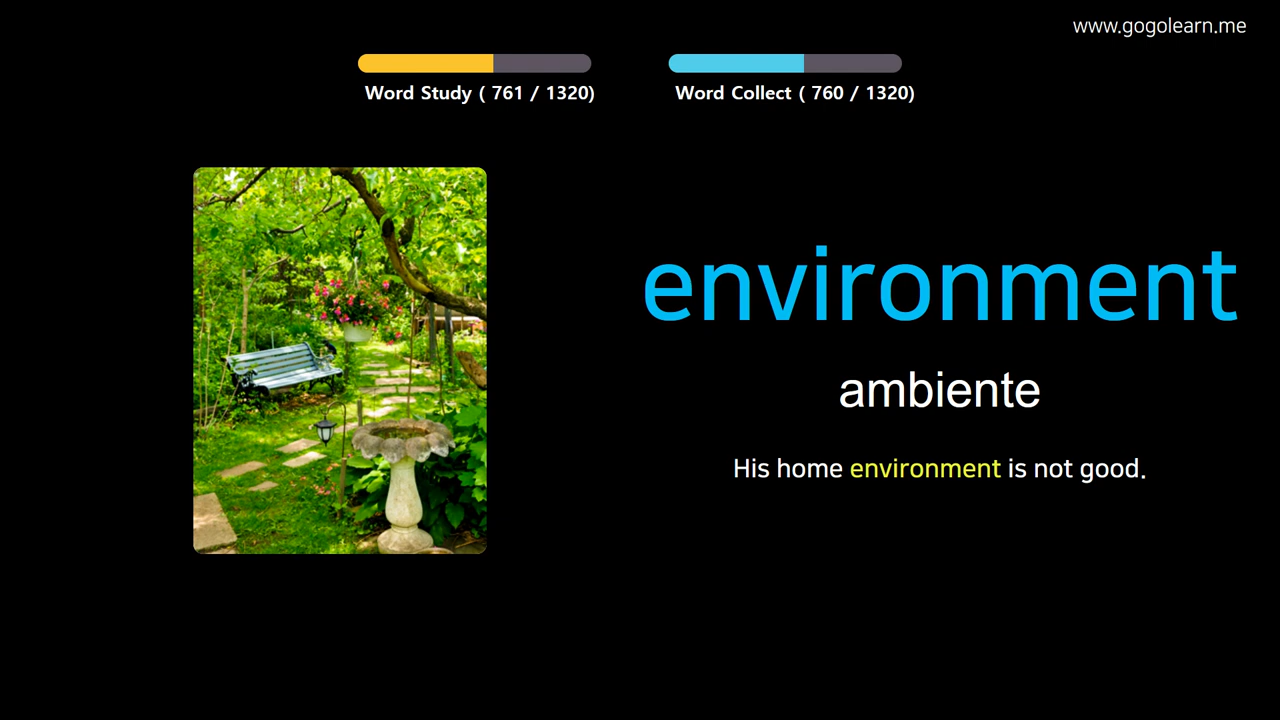 www.gogolearn.me
Word Study ( 761 / 1320)
Word Collect ( 760 / 1320)
environment
ambiente
His home environment is not good.